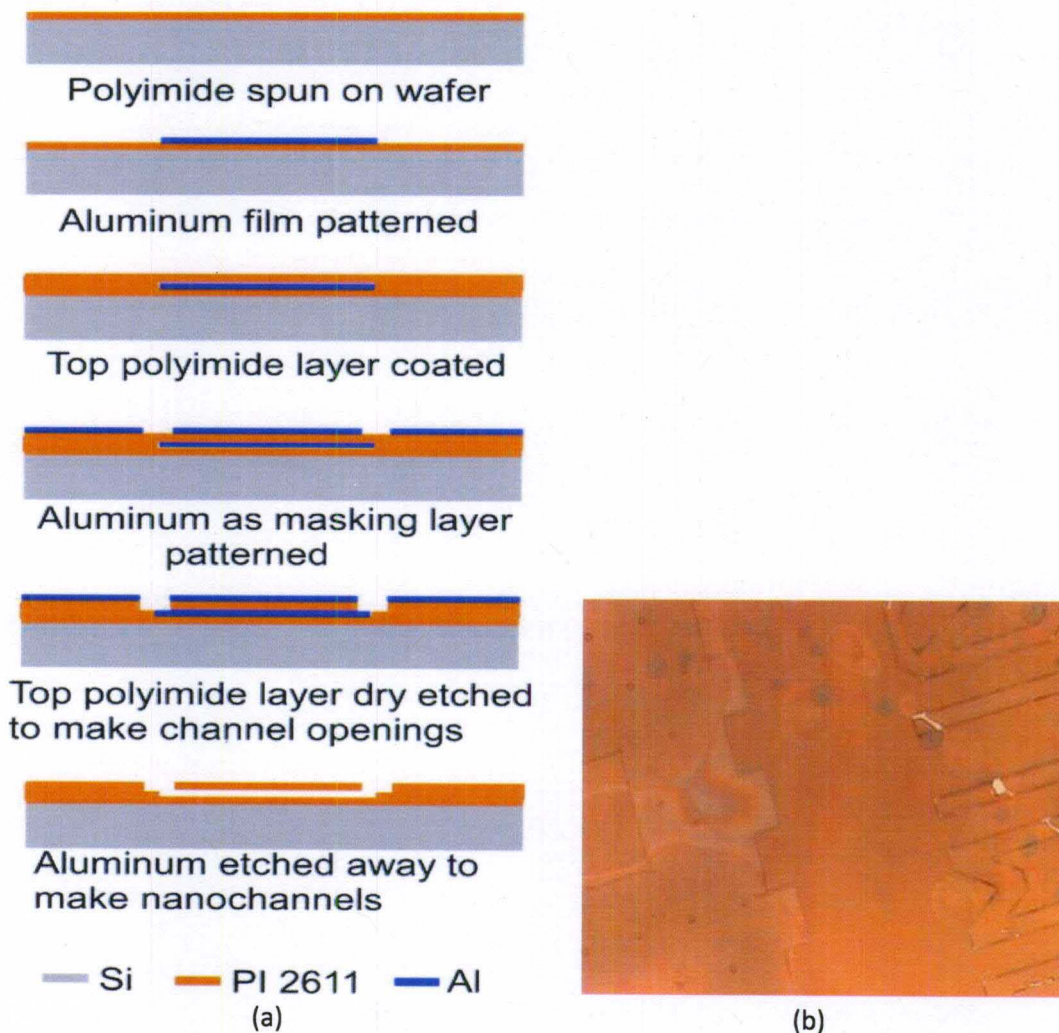 Polyimide spun on wafer
Aluminum film patterned
Top polyimide layer coated
Aluminum as masking layer
patterned
Top polyimide layer dry etched
to make channel openings
Aluminum etched away to
make nanochannels
Si PI 2611 Al
(a)
(b)